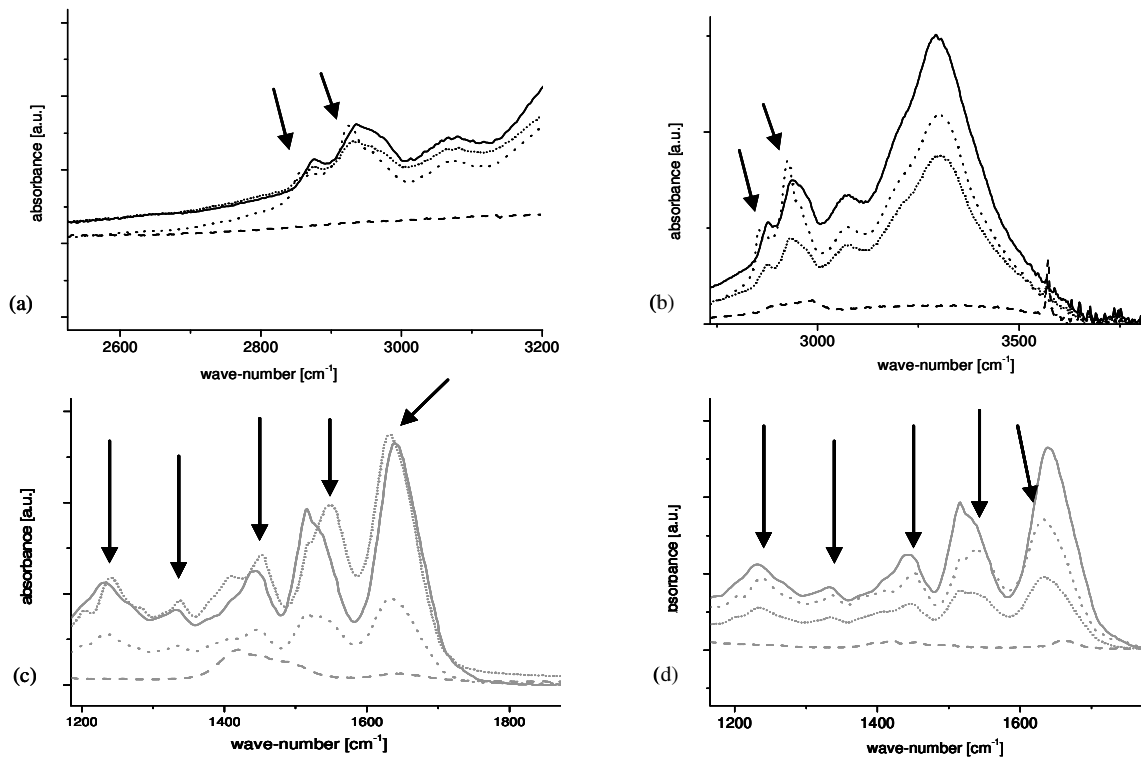 absorbance [a.u.]
(a)
2600 2800 3000 3200
wave-number [cm-1]
absorbance [a.u.]
(b)
3000 3500
wave-number [cm-1]
absorbance [a.u.]
(c)
1200 1400 1600 1800
wave-number [cm-1]
absorbance [a.u.]
(d)
1200 1400 1600
wave-number [cm-1]